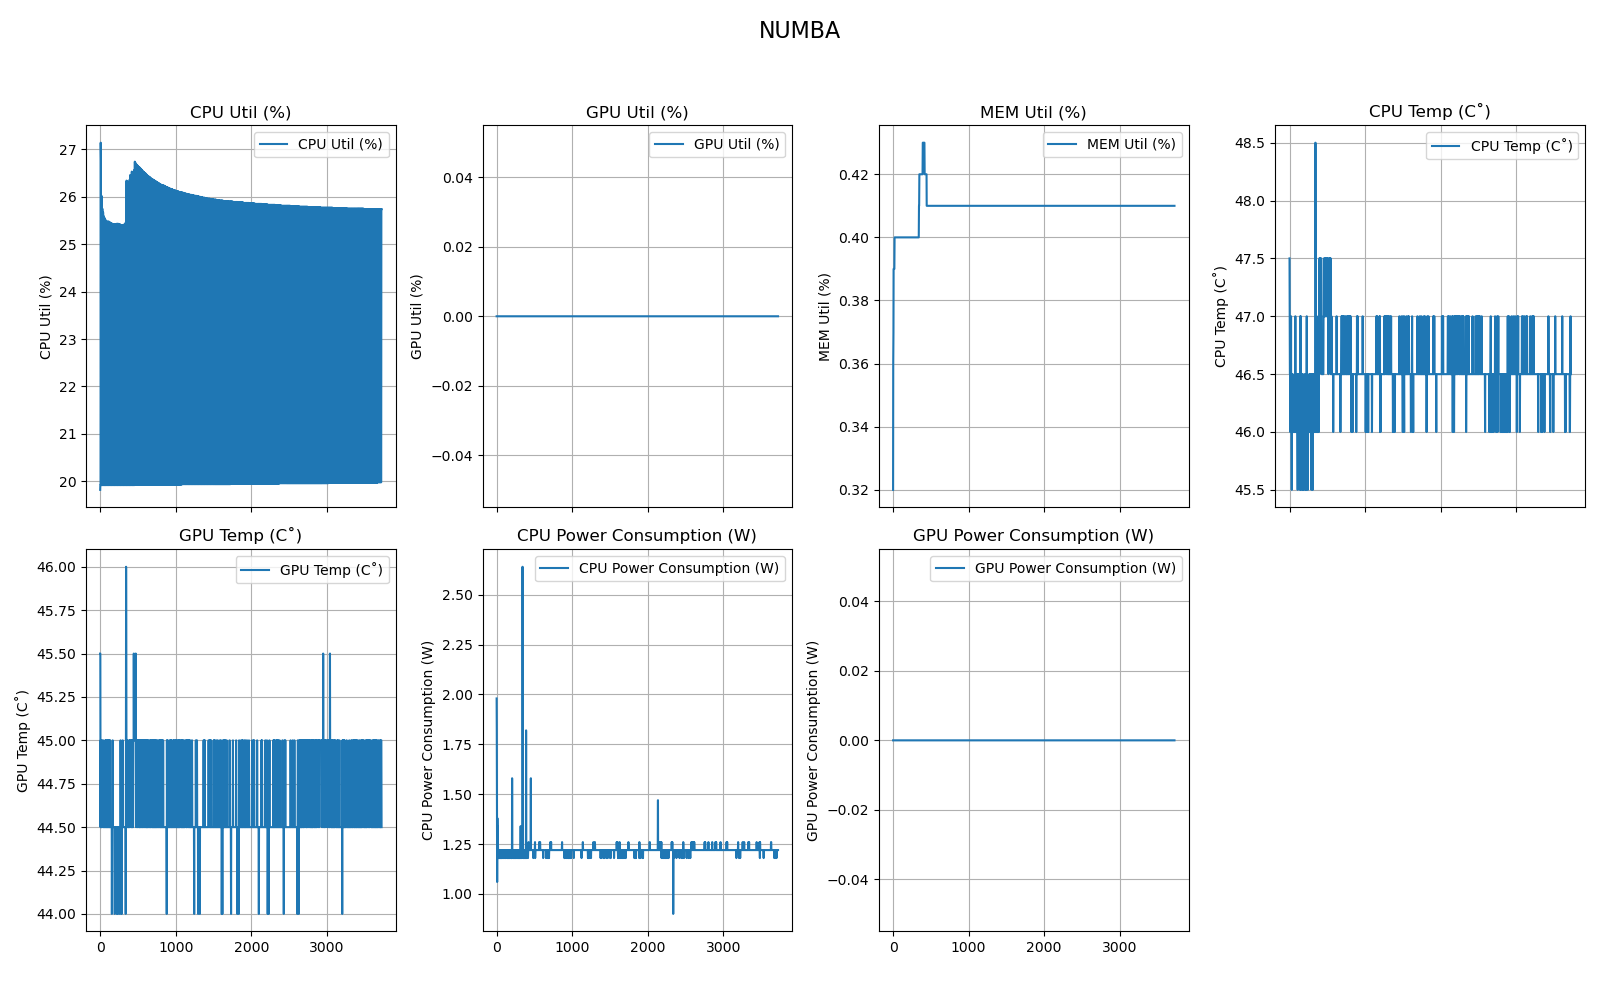 NUMBA
CPU Util (%)
CPU Util (%)
CPU Util (%)
27
26
25
24
23
22
21
20
0
1000
2000
3000
GPU Util (%)
GPU Util (%)
GPU Util (%)
0.04
0.02
0.00
−0.02
−0.04
MEM Util (%)
MEM Util (%)
MEM Util (%)
0.42
0.40
0.38
0.36
0.34
0.32
CPU Temp (C˚)
CPU Temp (C˚)
CPU Temp (C˚)
48.5
48.0
47.5
47.0
46.5
46.0
45.5
GPU Temp (C˚)
GPU Temp (C˚)
GPU Temp (C˚)
46.00
45.75
45.50
45.25
45.00
44.75
44.50
44.25
44.00
0
1000
2000
3000
CPU Power Consumption (W)
CPU Power Consumption (W)
CPU Power Consumption (W)
2.50
2.25
2.00
1.75
1.50
1.25
1.00
0
1000
2000
3000
GPU Power Consumption (W)
GPU Power Consumption (W)
GPU Power Consumption (W)
0.04
0.02
0.00
−0.02
−0.04
0
1000
2000
3000